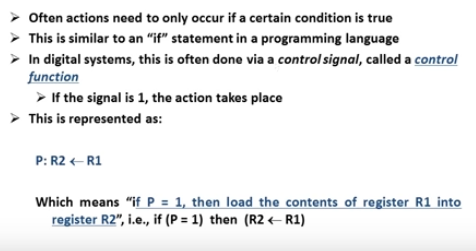 ➢ Often actions need to only occur if a certain condition is true
➢ This is similar to an “if” statement in a programming language
➢ In digital systems, this is often done via a control signal, called a control
function
➢ If the signal is 1, the action takes place
➢ This is represented as:
P: R2 ← R1
Which means “if P = 1, then load the contents of register R1 into
register R2”, i.e., if (P = 1) then (R2 ← R1)